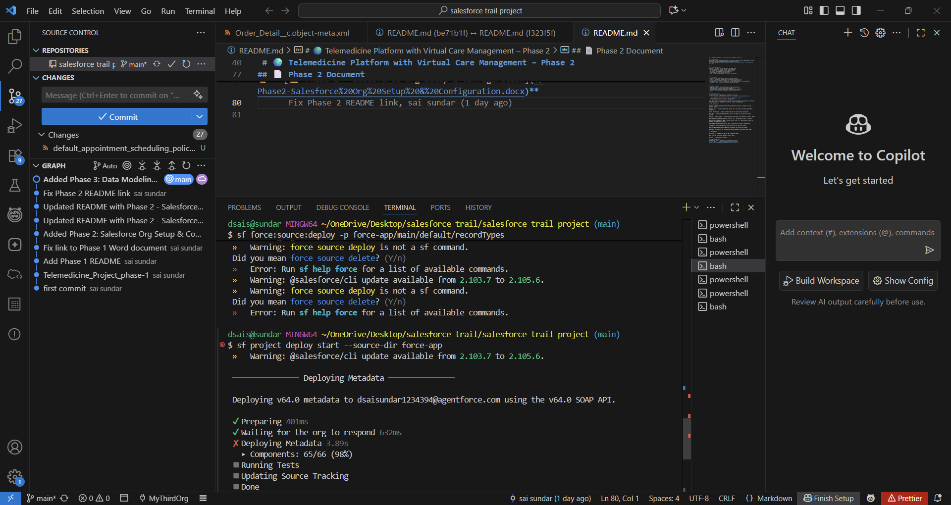 File Edit Selection View Go Run Terminal Help
salesforce trail project
SOURCE CONTROL
REPOSITORIES
salesforce trail p main*
CHANGES
Message (Ctrl+Enter to commit on "...
Commit
Changes 27
default_appointment_scheduling_polic... U
GRAPH Auto
Added Phase 3: Data Modelin... main
Fix Phase 2 README link sai sundar
Updated README with Phase 2 - Salesforce...
Updated README with Phase 2 - Salesforce...
Added Phase 2: Salesforce Org Setup & Co...
Fix link to Phase 1 Word document sai sundar
Add Phase 1 README sai sundar
Telemedicine_Project_phase-1 sai sundar
first commit sai sundar
27
9
1
Order_Detail__c.object-meta.xml
README.md (be71b1f) ↔ README.md (f323f5f)
README.md
README.md > # Telemedicine Platform with Virtual Care Management – Phase 2 > ## Phase 2 Document
40 # Telemedicine Platform with Virtual Care Management – Phase 2
77 ## Phase 2 Document
Phase2-Salesforce%20Org%20Setup%20&%20Configuration.docx)**
80 Fix Phase 2 README link, sai sundar (1 day ago)
81
PROBLEMS OUTPUT DEBUG CONSOLE TERMINAL PORTS HISTORY
dsais@sundar MINGW64 ~/OneDrive/Desktop/salesforce trail/salesforce trail project (main)
$ sf force:source:deploy -p force-app/main/default/recordTypes
» Warning: force source deploy is not a sf command.
Did you mean force source delete? (Y/n)
» Error: Run sf help force for a list of available commands.
» Warning: @salesforce/cli update available from 2.103.7 to 2.105.6.
» Warning: force source deploy is not a sf command.
Did you mean force source delete? (Y/n)
» Error: Run sf help force for a list of available commands.
dsais@sundar MINGW64 ~/OneDrive/Desktop/salesforce trail/salesforce trail project (main)
$ sf project deploy start --source-dir force-app
» Warning: @salesforce/cli update available from 2.103.7 to 2.105.6.
Deploying Metadata
Deploying v64.0 metadata to dsaisundar1234394@agentforce.com using the v64.0 SOAP API.
✓ Preparing 401ms
✓ Waiting for the org to respond 632ms
✗ Deploying Metadata 3.89s
▸ Components: 65/66 (98%)
Running Tests
Updating Source Tracking
Done
powershell
bash
powershell
bash
powershell
powershell
bash
CHAT
Welcome to Copilot
Let's get started
Add context (#), extensions (@), commands
Build Workspace
Show Config
Review AI output carefully before use.
main* 0 0 MyThirdOrg
sai sundar (1 day ago) Ln 80, Col 1 Spaces: 4 UTF-8 CRLF {} Markdown Finish Setup Prettier